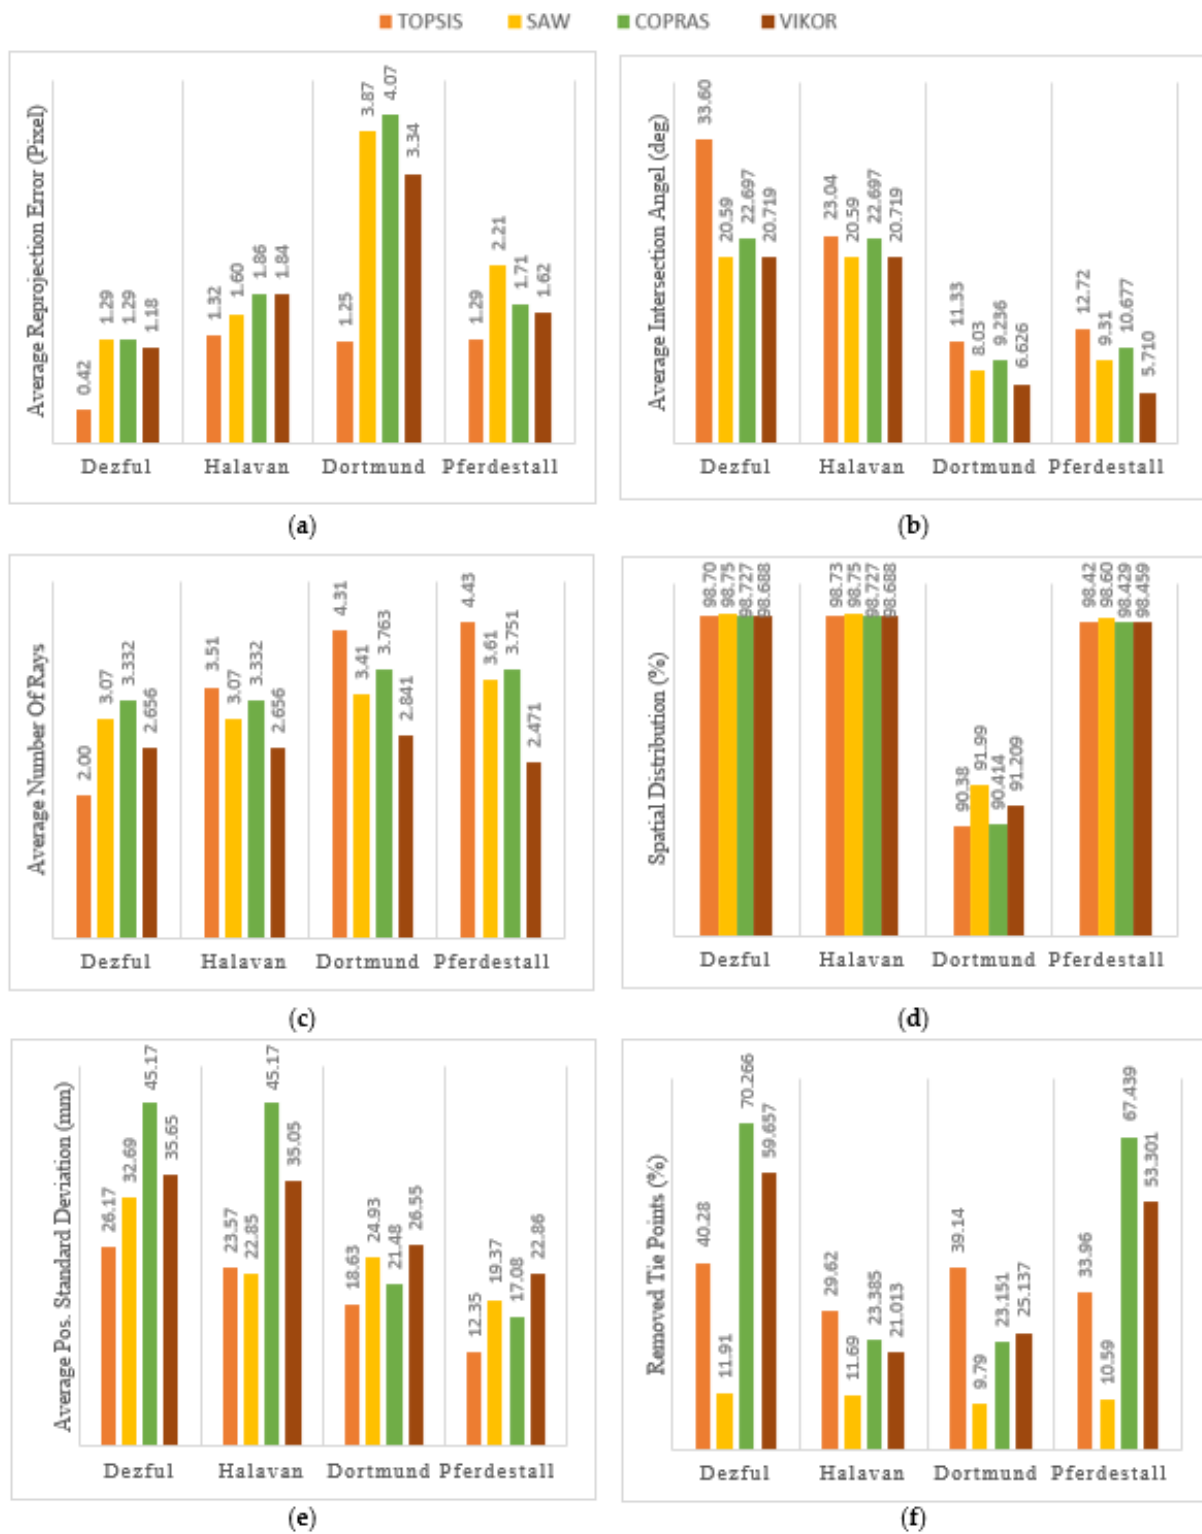 TOPSIS SAW COPRAS VIKOR
Average Reprojection Error (Pixel)
0.42 1.29 1.29 1.18 1.32 1.60 1.86 1.84 1.25 3.87 4.07 3.34 1.29 2.21 1.71 1.62
Dezful Halavan Dortmund Pferdestall
(a)
Average Intersection Angel (deg)
33.60 20.59 22.697 20.719 23.04 20.59 22.697 20.719 11.33 8.03 9.236 6.626 12.72 9.31 10.677 5.710
Dezful Halavan Dortmund Pferdestall
(b)
Average Number Of Rays
2.00 3.07 3.332 2.656 3.51 3.07 3.332 2.656 4.31 3.41 3.763 2.841 4.43 3.61 3.751 2.471
Dezful Halavan Dortmund Pferdestall
(c)
Spatial Distribution (%)
98.70 98.75 98.727 98.688 98.73 98.75 98.727 98.688 90.38 91.99 90.414 91.209 98.42 98.60 98.429 98.459
Dezful Halavan Dortmund Pferdestall
(d)
Average Pos. Standard Deviation (mm)
26.17 32.69 45.17 35.65 23.57 22.85 45.17 35.05 18.63 24.93 21.48 26.55 12.35 19.37 17.08 22.86
Dezful Halavan Dortmund Pferdestall
(e)
Removed Tie Points (%)
40.28 11.91 70.266 59.657 29.62 11.69 23.385 21.013 39.14 9.79 23.151 25.137 33.96 10.59 67.439 53.301
Dezful Halavan Dortmund Pferdestall
(f)